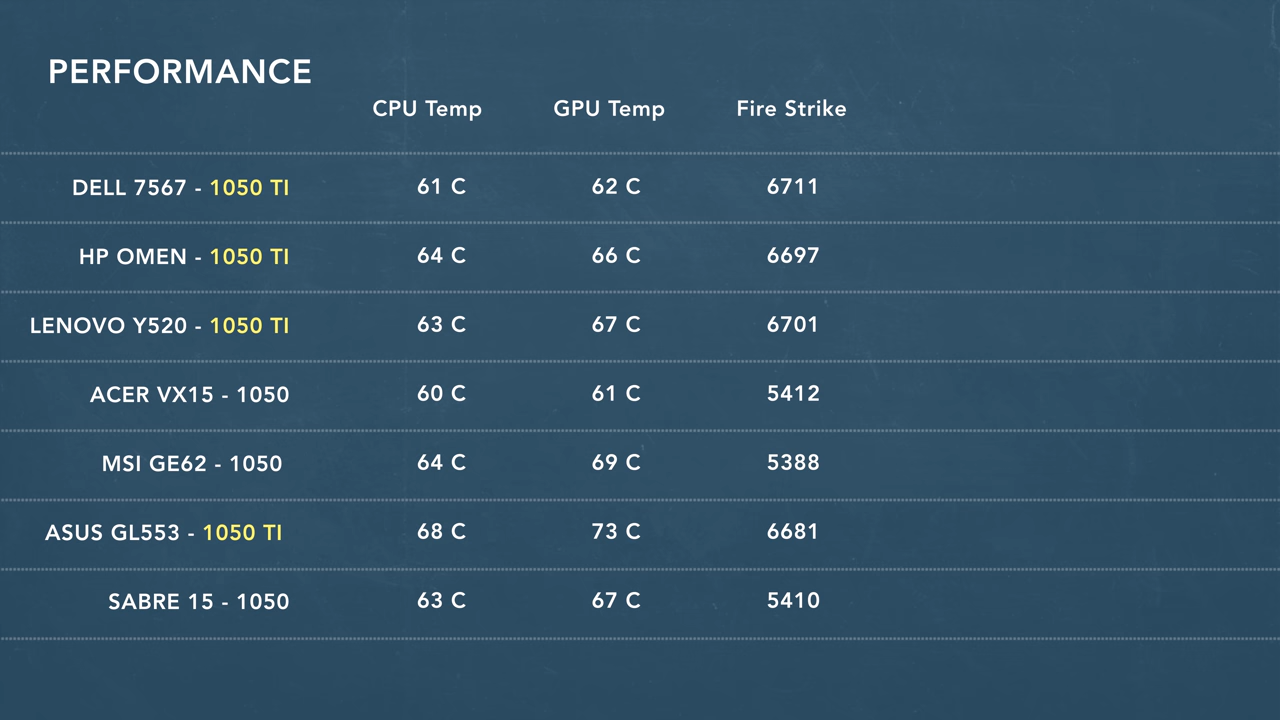 PERFORMANCE
CPU Temp GPU Temp Fire Strike
DELL 7567 - 1050 TI 61 C 62 C 6711
HP OMEN - 1050 TI 64 C 66 C 6697
LENOVO Y520 - 1050 TI 63 C 67 C 6701
ACER VX15 - 1050 60 C 61 C 5412
MSI GE62 - 1050 64 C 69 C 5388
ASUS GL553 - 1050 TI 68 C 73 C 6681
SABRE 15 - 1050 63 C 67 C 5410